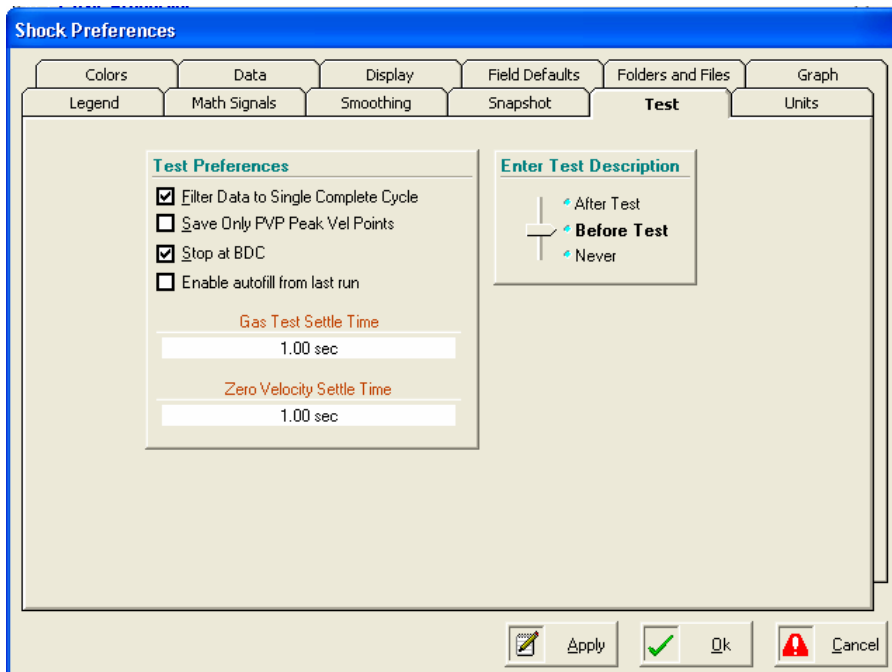 Shock Preferences
Colors Data Display Field Defaults Folders and Files Graph
Legend Math Signals Smoothing Snapshot Test Units
Test Preferences
Filter Data to Single Complete Cycle
Save Only PVP Peak Vel Points
Stop at BDC
Enable autofill from last run
Gas Test Settle Time
1.00 sec
Zero Velocity Settle Time
1.00 sec
Enter Test Description
After Test
Before Test
Never
Apply Ok Cancel